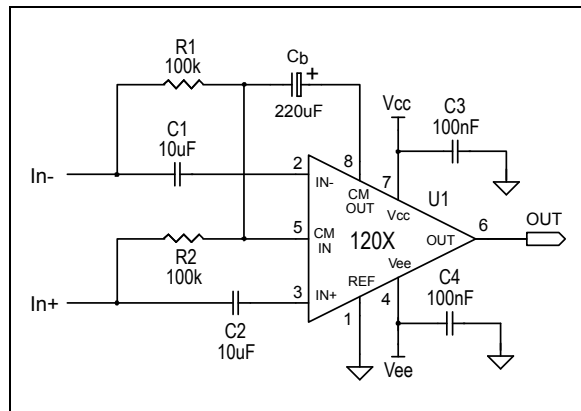 R1
100k
Cb
+
220uF
Vcc
C3
100nF
C1
10uF
In-
2
IN-
8
CM
OUT
7
Vcc
U1
5
CM
IN
120X
OUT
6
OUT
R2
100k
Vee
C4
100nF
In+
3
IN+
REF
1
4
C2
10uF
Vee